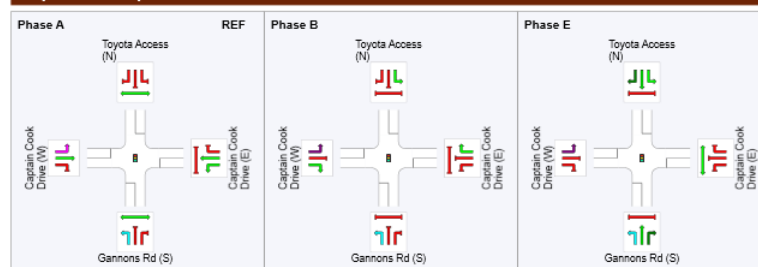 Phase A
REF
Toyota Access
(N)
Captain Cook
Drive (W)
Captain Cook
Drive (E)
Gannons Rd (S)
Phase B
Toyota Access
(N)
Captain Cook
Drive (W)
Captain Cook
Drive (E)
Gannons Rd (S)
Phase E
Toyota Access
(N)
Captain Cook
Drive (W)
Captain Cook
Drive (E)
Gannons Rd (S)